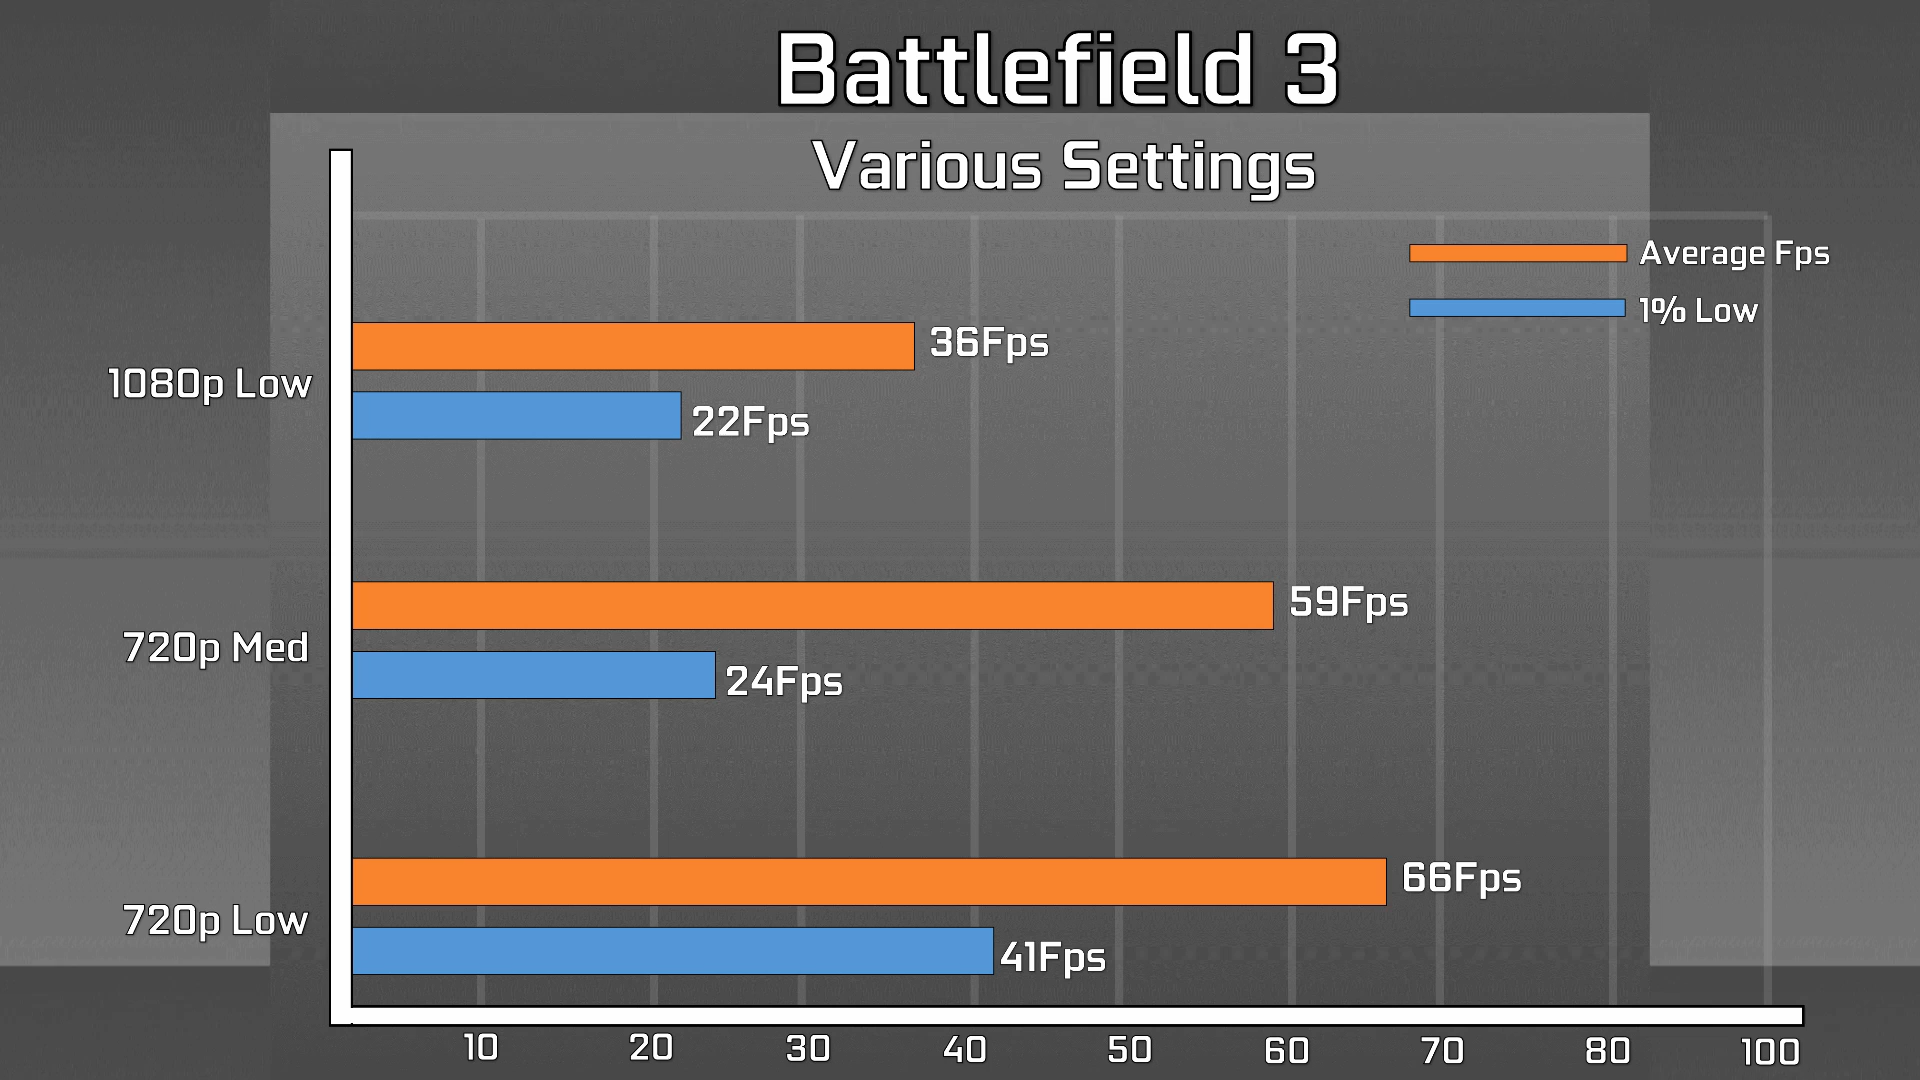 Battlefield 3
Various Settings
Average Fps
1% Low
1080p Low
36Fps
22Fps
720p Med
59Fps
24Fps
720p Low
66Fps
41Fps
10 20 30 40 50 60 70 80 100